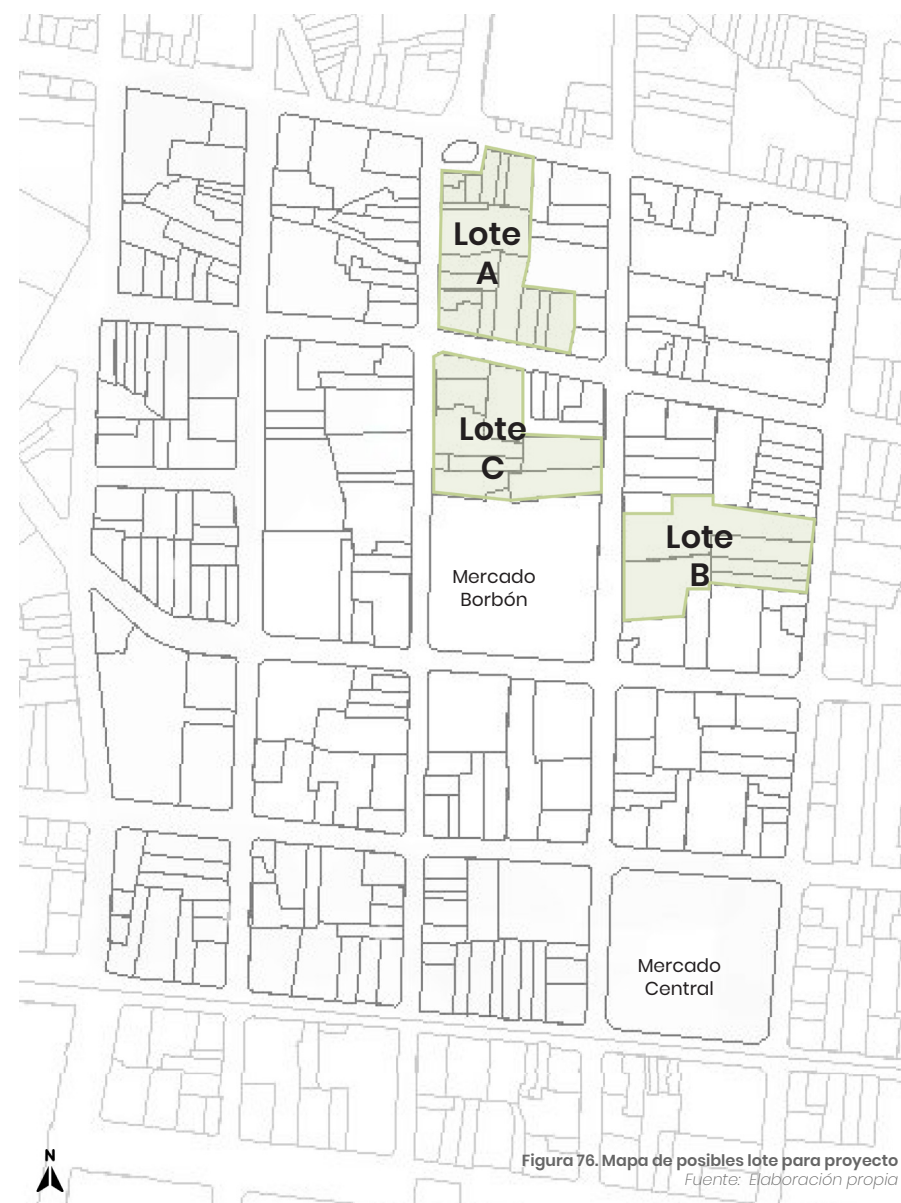 Lote
A
Lote
C
Lote
B
Mercado
Borbón
Mercado
Central
N
Figura 76. Mapa de posibles lote para proyecto
Fuente: Elaboración propia